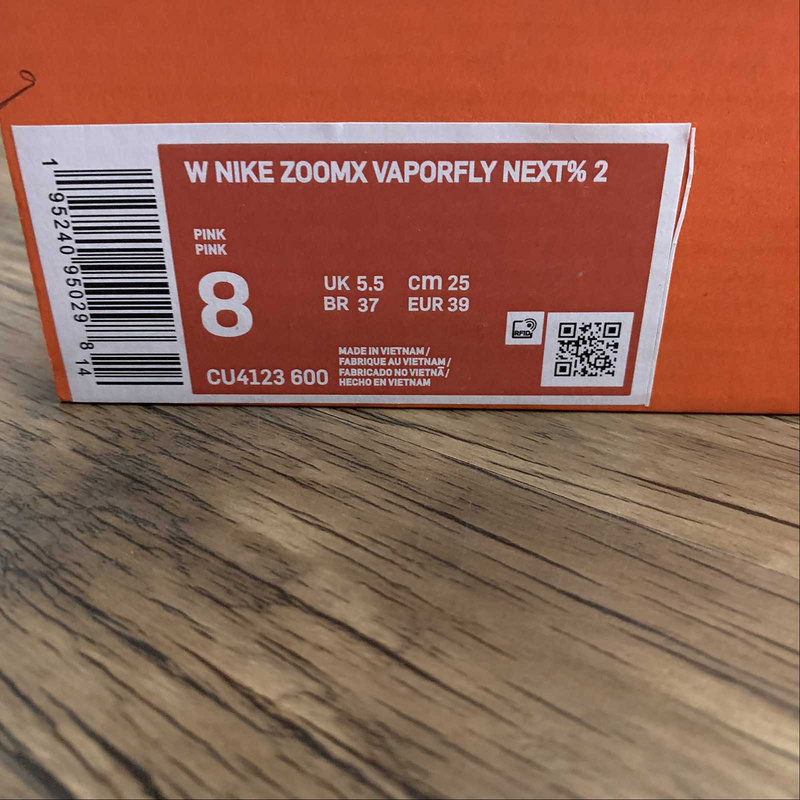 W NIKE ZOOMX VAPORFLY NEXT% 2
PINK
PINK
8
UK 5.5 cm 25
BR 37 EUR 39
RFID
CU4123 600
MADE IN VIETNAM /
FABRIQUE AU VIETNAM /
FABRICADO NO VIETNÃ /
HECHO EN VIETNAM
1 95240 95029 8 14